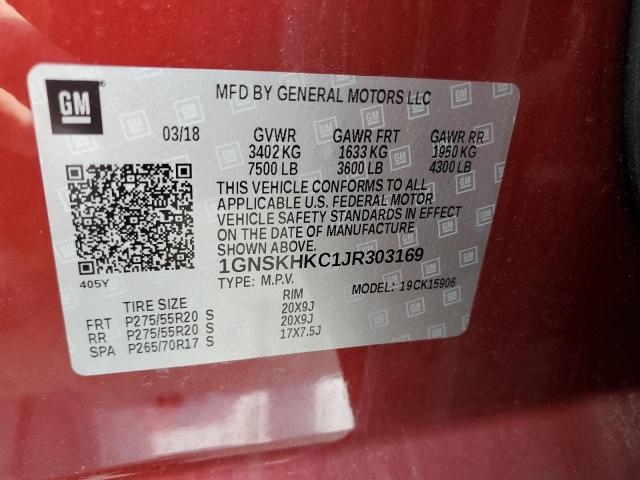 GM
MFD BY GENERAL MOTORS LLC
03/18 GVWR GAWR FRT GAWR RR
3402 KG 1633 KG 1950 KG
7500 LB 3600 LB 4300 LB
THIS VEHICLE CONFORMS TO ALL
APPLICABLE U.S. FEDERAL MOTOR
VEHICLE SAFETY STANDARDS IN EFFECT
ON THE DATE OF MANUFACTURE
SHOWN ABOVE.
1GNSKHKC1JR303169
405Y
TYPE: M.P.V. MODEL: 19CK15906
TIRE SIZE RIM
FRT P275/55R20 S 20X9J
RR P275/55R20 S 20X9J
SPA P265/70R17 S 17X7.5J